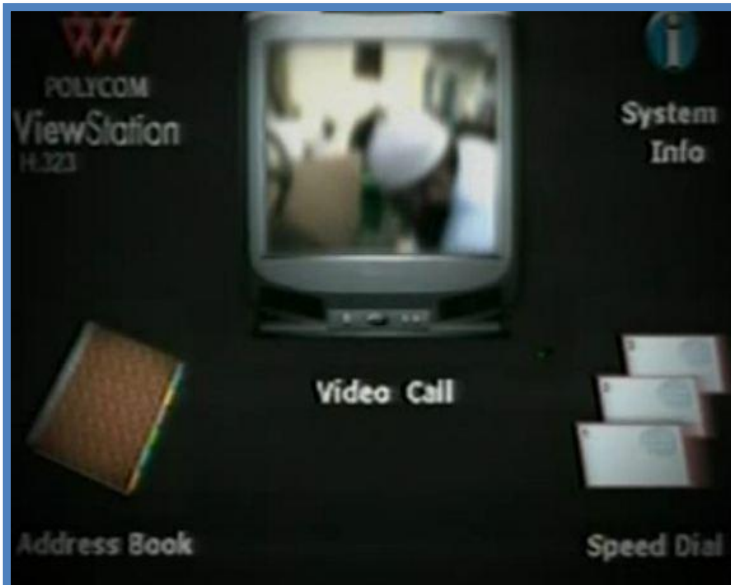 POLYCOM
ViewStation
H.323
System
Info
Video Call
Address Book
Speed Dial